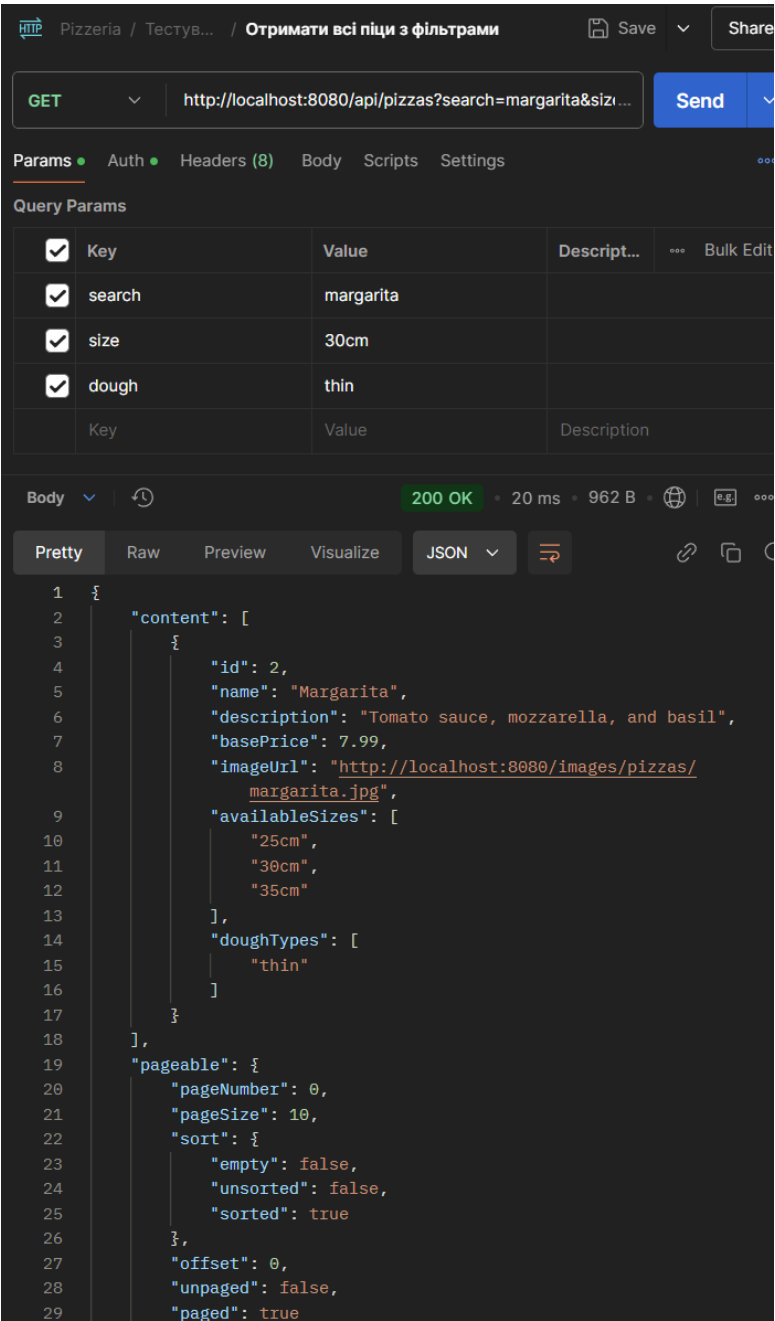 HTTP Pizzeria / Тестув... / Отримати всі піци з фільтрами Save Share
GET http://localhost:8080/api/pizzas?search=margarita&siz... Send
Params Auth Headers (8) Body Scripts Settings
Query Params
Key Value Descript... Bulk Edit
search margarita
size 30cm
dough thin
Key Value Description
Body 200 OK 20 ms 962 B e.g.
Pretty Raw Preview Visualize JSON
1 {
2 "content": [
3 {
4 "id": 2,
5 "name": "Margarita",
6 "description": "Tomato sauce, mozzarella, and basil",
7 "basePrice": 7.99,
8 "imageUrl": "http://localhost:8080/images/pizzas/
margarita.jpg",
9 "availableSizes": [
10 "25cm",
11 "30cm",
12 "35cm"
13 ],
14 "doughTypes": [
15 "thin"
16 ]
17 }
18 ],
19 "pageable": {
20 "pageNumber": 0,
21 "pageSize": 10,
22 "sort": {
23 "empty": false,
24 "unsorted": false,
25 "sorted": true
26 },
27 "offset": 0,
28 "unpaged": false,
29 "paged": true